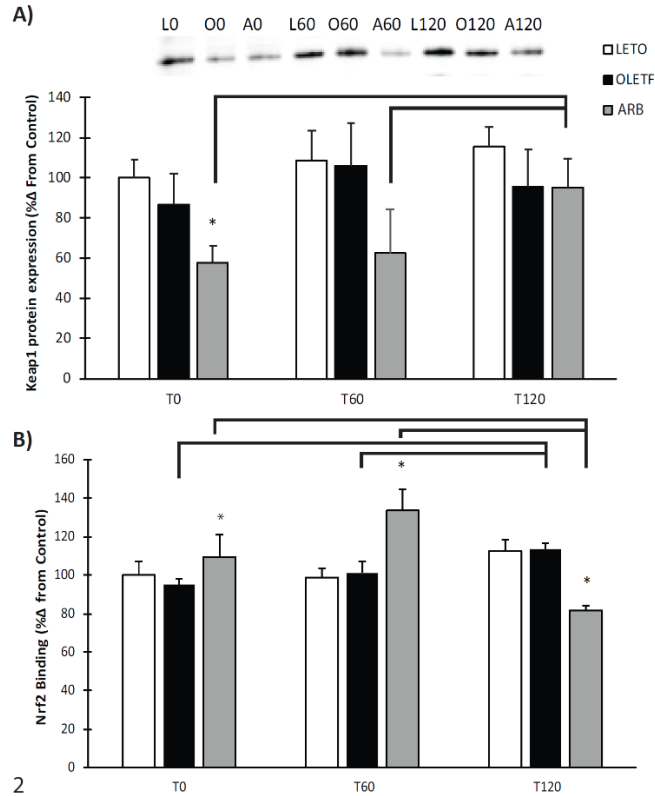 A)
L0 O0 A0 L60 O60 A60 L120 O120 A120
LETO
OLETF
ARB
Keap1 protein expression (%Δ From Control)
140
120
100
80
60
40
20
0
*
T0 T60 T120
B)
Nrf2 Binding (%Δ from Control)
160
140
120
100
80
60
40
20
0
* * *
T0 T60 T120
2